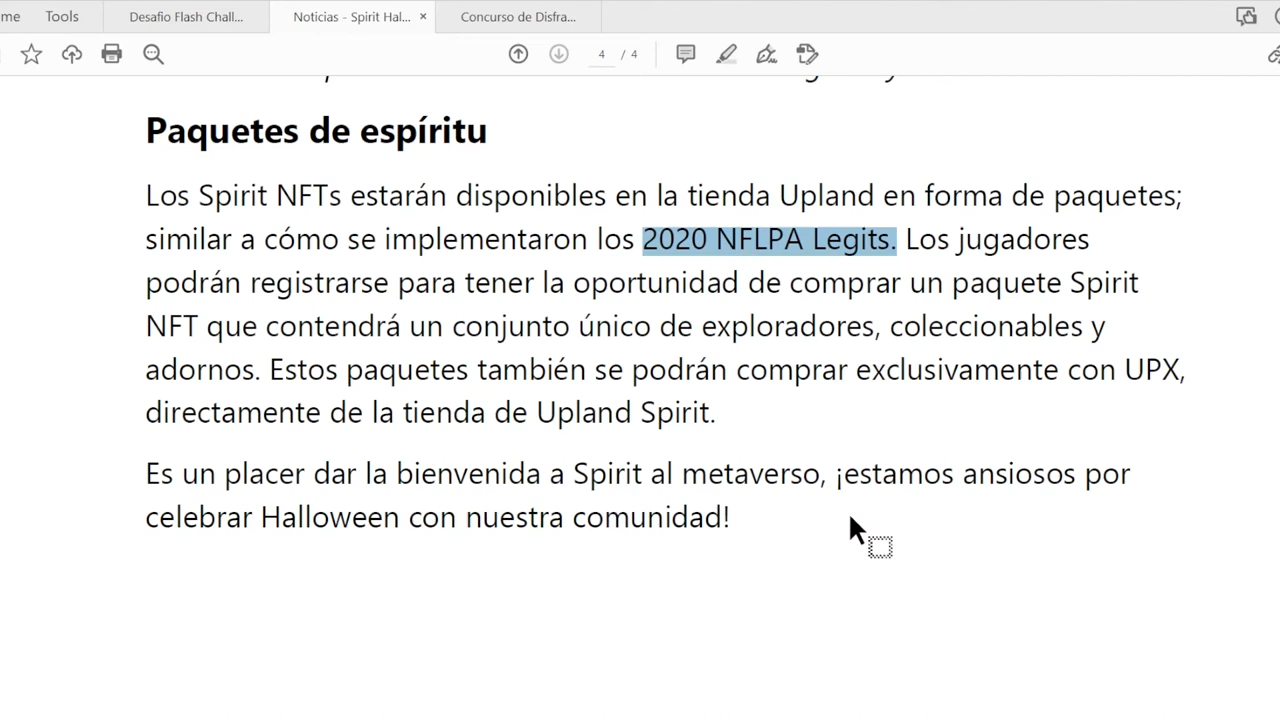 me Tools Desafio Flash Chall... Noticias - Spirit Hal... × Concurso de Disfra...
4 / 4
Paquetes de espíritu
Los Spirit NFTs estarán disponibles en la tienda Upland en forma de paquetes;
similar a cómo se implementaron los 2020 NFLPA Legits. Los jugadores
podrán registrarse para tener la oportunidad de comprar un paquete Spirit
NFT que contendrá un conjunto único de exploradores, coleccionables y
adornos. Estos paquetes también se podrán comprar exclusivamente con UPX,
directamente de la tienda de Upland Spirit.
Es un placer dar la bienvenida a Spirit al metaverso, ¡estamos ansiosos por
celebrar Halloween con nuestra comunidad!